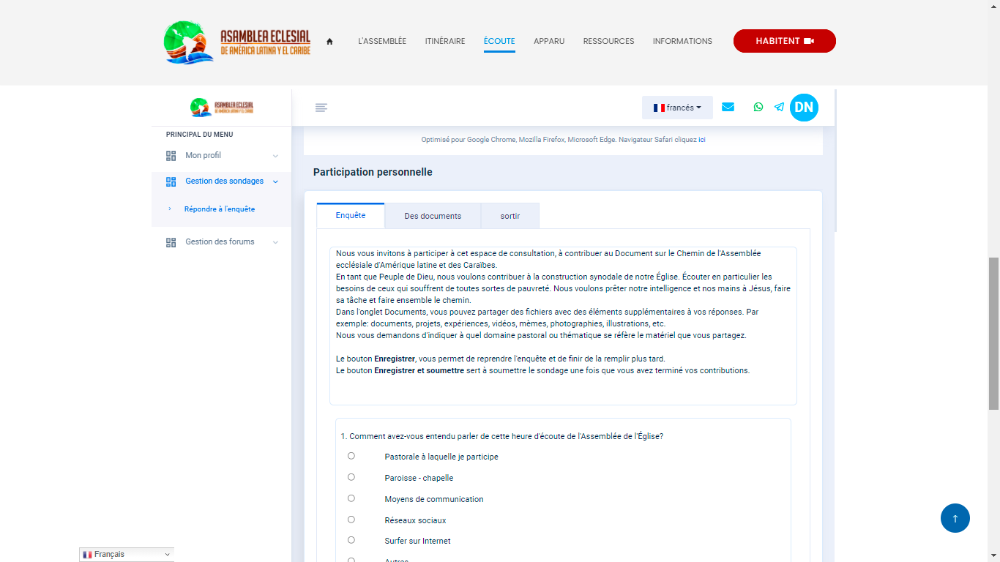 ASAMBLEA ECLESIAL
DE AMÉRICA LATINA Y EL CARIBE
L'ASSEMBLÉE ITINÉRAIRE ÉCOUTE APPARU RESSOURCES INFORMATIONS HABITENT
ASAMBLEA ECLESIAL
DE AMÉRICA LATINA Y EL CARIBE
francés DN
PRINCIPAL DU MENU
Mon profil
Gestion des sondages
Répondre à l'enquête
Gestion des forums
Optimisé pour Google Chrome, Mozilla Firefox, Microsoft Edge. Navigateur Safari cliquez ici
Participation personnelle
Enquête Des documents sortir
Nous vous invitons à participer à cet espace de consultation, à contribuer au Document sur le Chemin de l'Assemblée
ecclésiale d'Amérique latine et des Caraïbes.
En tant que Peuple de Dieu, nous voulons contribuer à la construction synodale de notre Église. Écouter en particulier les
besoins de ceux qui souffrent de toutes sortes de pauvreté. Nous voulons prêter notre intelligence et nos mains à Jésus, faire
sa tâche et faire ensemble le chemin.
Dans l'onglet Documents, vous pouvez partager des fichiers avec des éléments supplémentaires à vos réponses. Par
exemple: documents, projets, expériences, vidéos, mèmes, photographies, illustrations, etc.
Nous vous demandons d'indiquer à quel domaine pastoral ou thématique se réfère le matériel que vous partagez.
Le bouton Enregistrer, vous permet de reprendre l'enquête et de finir de la remplir plus tard.
Le bouton Enregistrer et soumettre sert à soumettre le sondage une fois que vous avez terminé vos contributions.
1. Comment avez-vous entendu parler de cette heure d'écoute de l'Assemblée de l'Église?
Pastorale à laquelle je participe
Paroisse - chapelle
Moyens de communication
Réseaux sociaux
Surfer sur Internet
Autres
Français